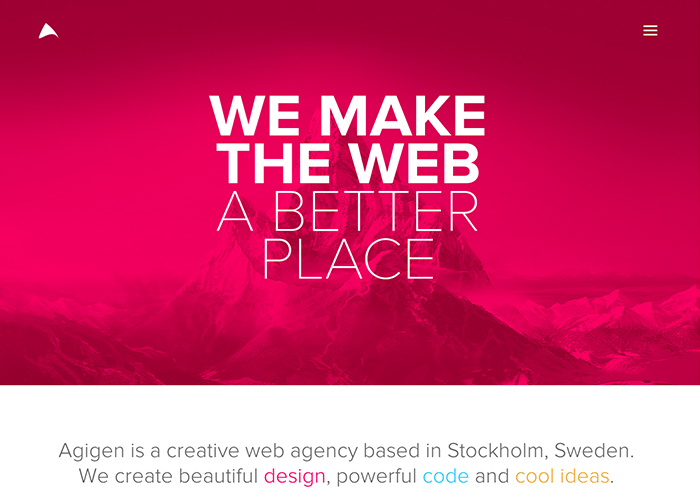 WE MAKE
THE WEB
A BETTER
PLACE
Agigen is a creative web agency based in Stockholm, Sweden.
We create beautiful design, powerful code and cool ideas.